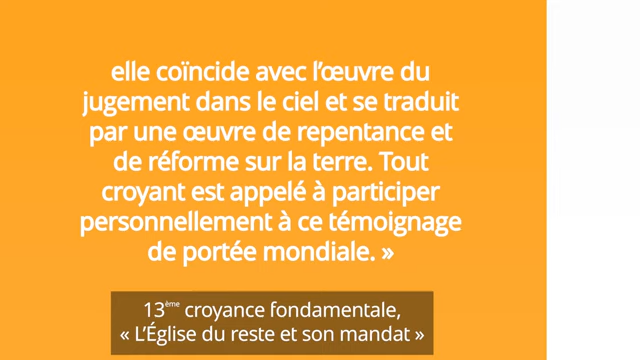 elle coïncide avec l’œuvre du
jugement dans le ciel et se traduit
par une œuvre de repentance et
de réforme sur la terre. Tout
croyant est appelé à participer
personnellement à ce témoignage
de portée mondiale. »
13ème croyance fondamentale,
« L’Église du reste et son mandat »